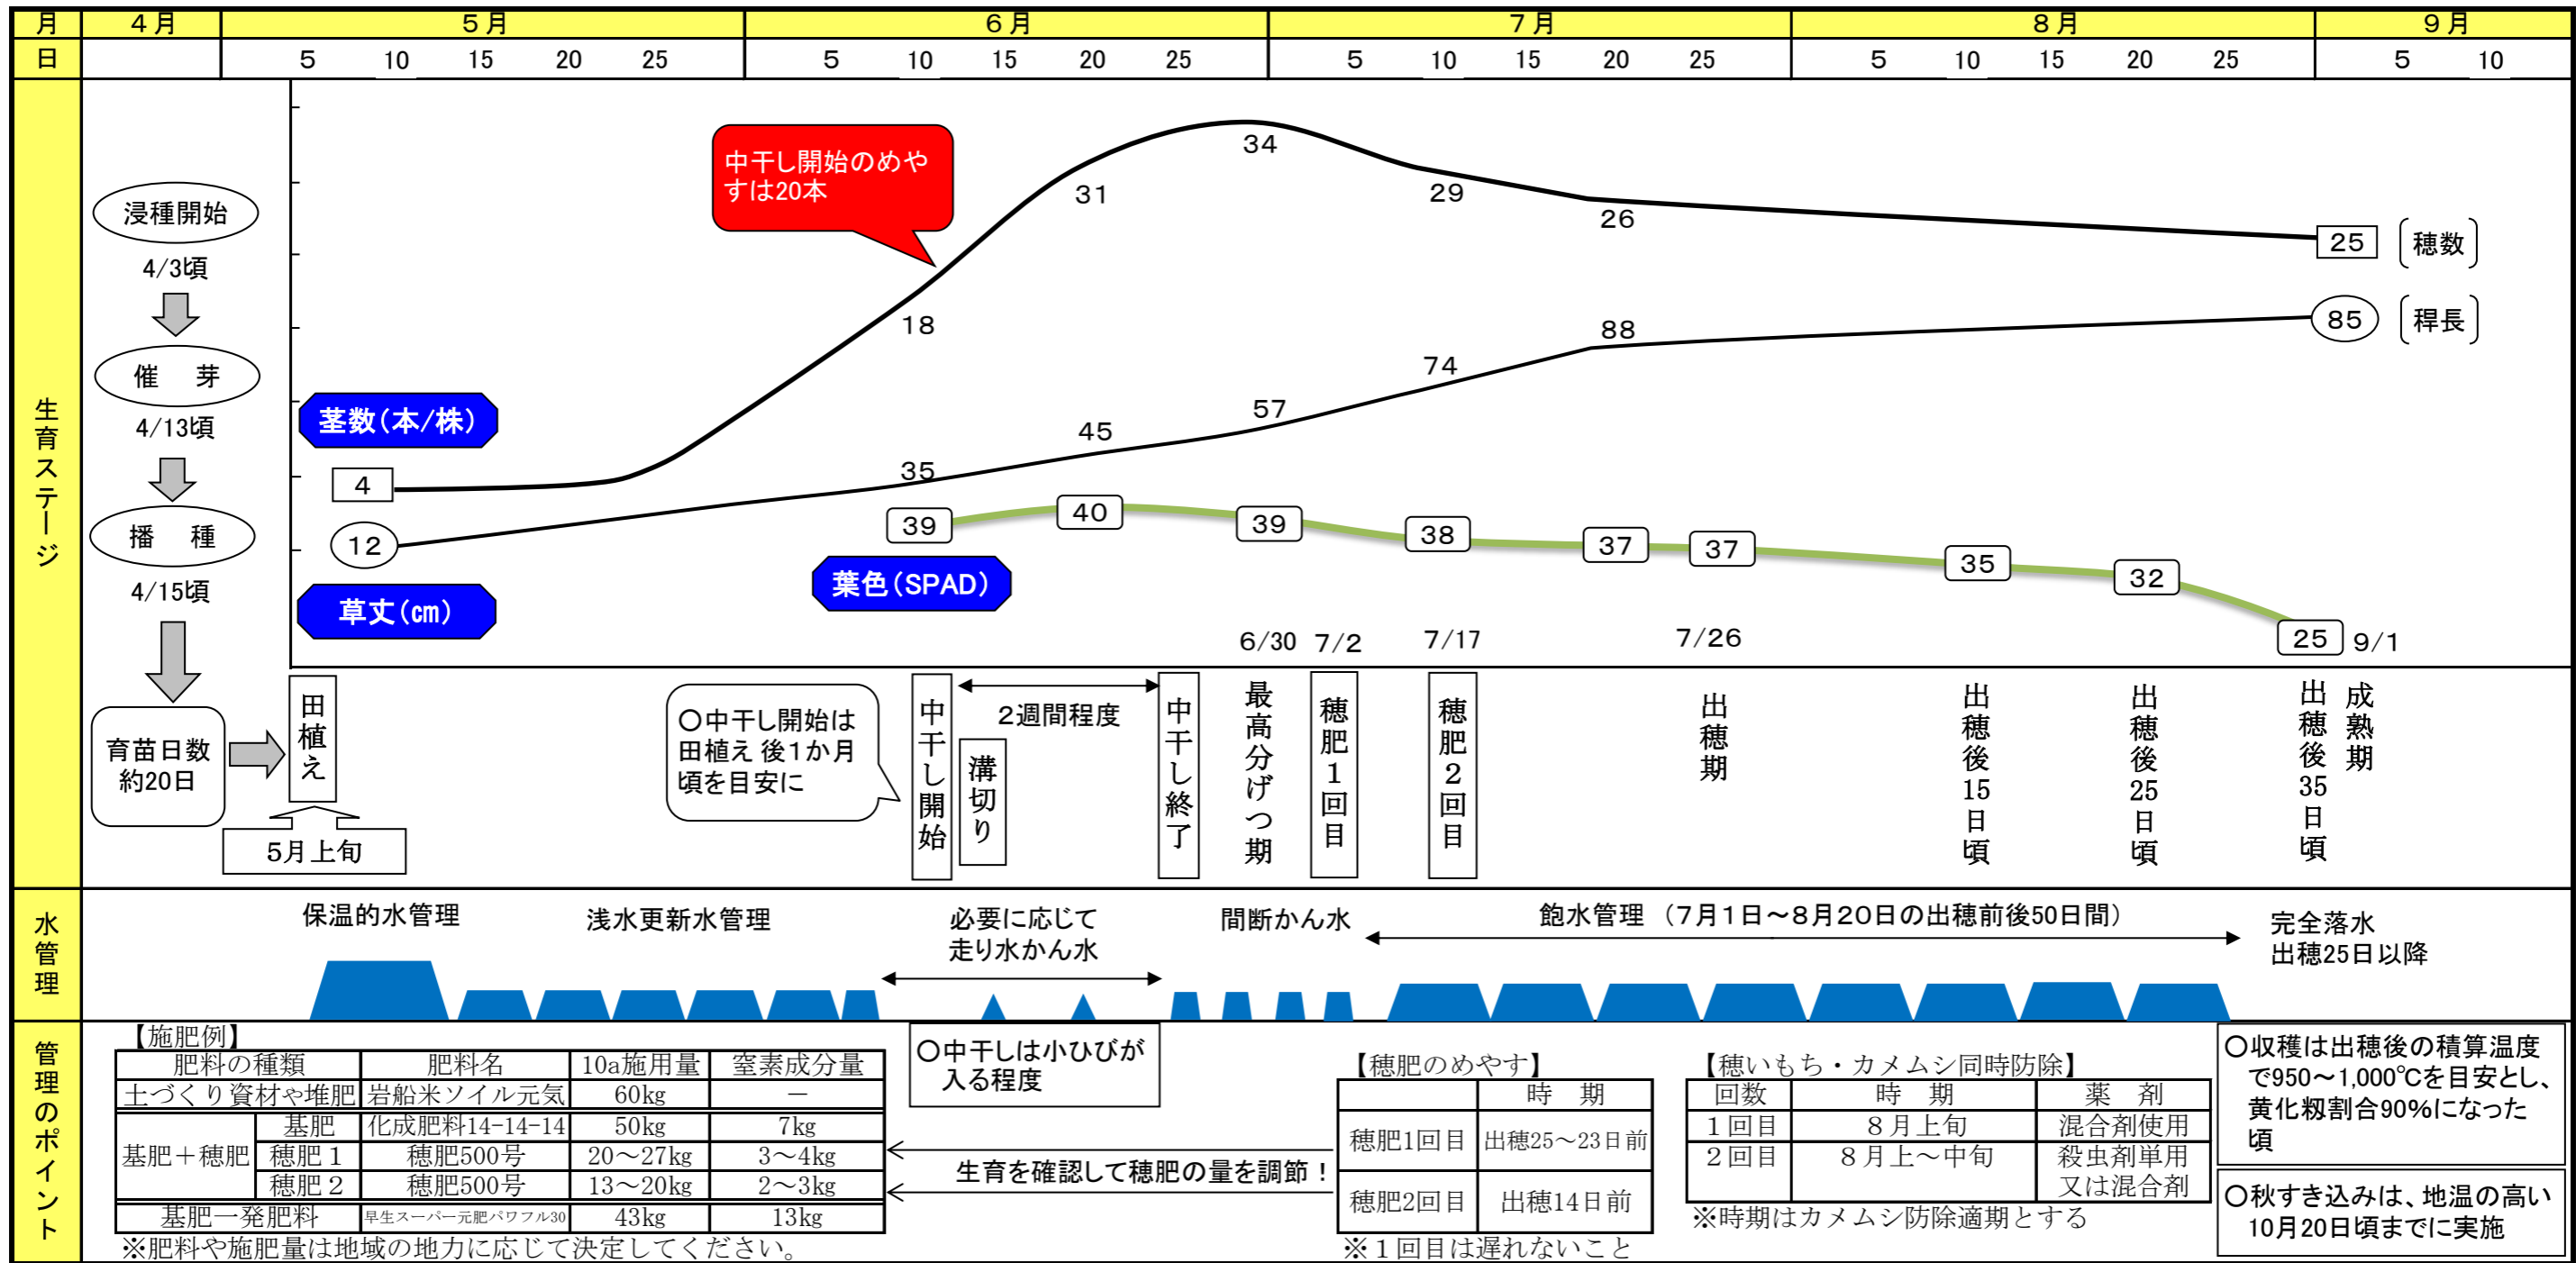 月 4月 5月 6月 7月 8月 9月
日 5 10 15 20 25 5 10 15 20 25 5 10 15 20 25 5 10 15 20 25 5 10
生育ステージ
浸種開始
4/3頃
催 芽
4/13頃
播 種
4/15頃
育苗日数
約20日
中干し開始のめや
すは20本
茎数(本/株)
4 18 31 34 29 26 25 〔穂数〕
草丈(㎝)
12 35 45 57 74 88 85 〔稈長〕
葉色(SPAD)
39 40 39 38 37 37 35 32 25
6/30 7/2 7/17 7/26 9/1
田植え
5月上旬
○中干し開始は
田植え 後1か月
頃を目安に
中干し開始
2週間程度
溝切り
中干し終了
最高分げつ期
穂肥1回目
穂肥2回目
出穂期
出穂後15日頃
出穂後25日頃
出穂後35日頃
成熟期
水管理
保温的水管理
浅水更新水管理
必要に応じて
走り水かん水
間断かん水
飽水管理 (7月1日~8月20日の出穂前後50日間)
完全落水
出穂25日以降
管理のポイント
【施肥例】
肥料の種類 肥料名 10a施用量 窒素成分量
土づくり資材や堆肥 岩船米ソイル元気 60kg -
基肥+穂肥
基肥 化成肥料14-14-14 50kg 7kg
穂肥1 穂肥500号 20~27kg 3~4kg
穂肥2 穂肥500号 13~20kg 2~3kg
基肥一発肥料 早生スーパー元肥パワフル30 43kg 13kg
※肥料や施肥量は地域の地力に応じて決定してください。
○中干しは小ひびが
入る程度
生育を確認して穂肥の量を調節!
【穂肥のめやす】
時 期
穂肥1回目 出穂25~23日前
穂肥2回目 出穂14日前
※1回目は遅れないこと
【穂いもち・カメムシ同時防除】
回数 時 期 薬 剤
1回目 8月上旬 混合剤使用
2回目 8月上~中旬 殺虫剤単用
又は混合剤
※時期はカメムシ防除適期とする
○収穫は出穂後の積算温度
で950~1,000℃を目安とし、
黄化籾割合90%になった
頃
○秋すき込みは、地温の高い
10月20日頃までに実施